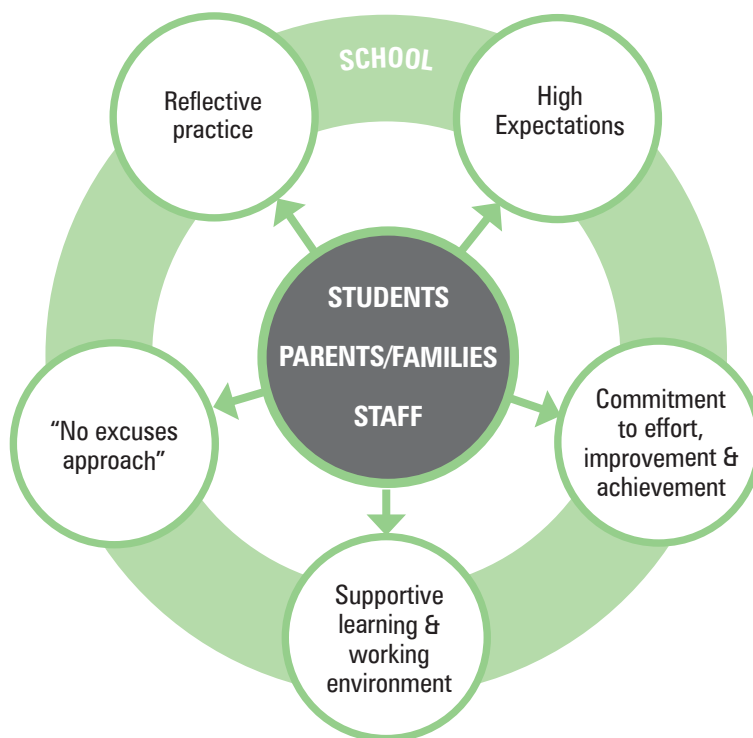 SCHOOL
Reflective
practice
High
Expectations
STUDENTS
PARENTS/FAMILIES
STAFF
“No excuses
approach”
Commitment
to effort,
improvement &
achievement
Supportive
learning &
working
environment